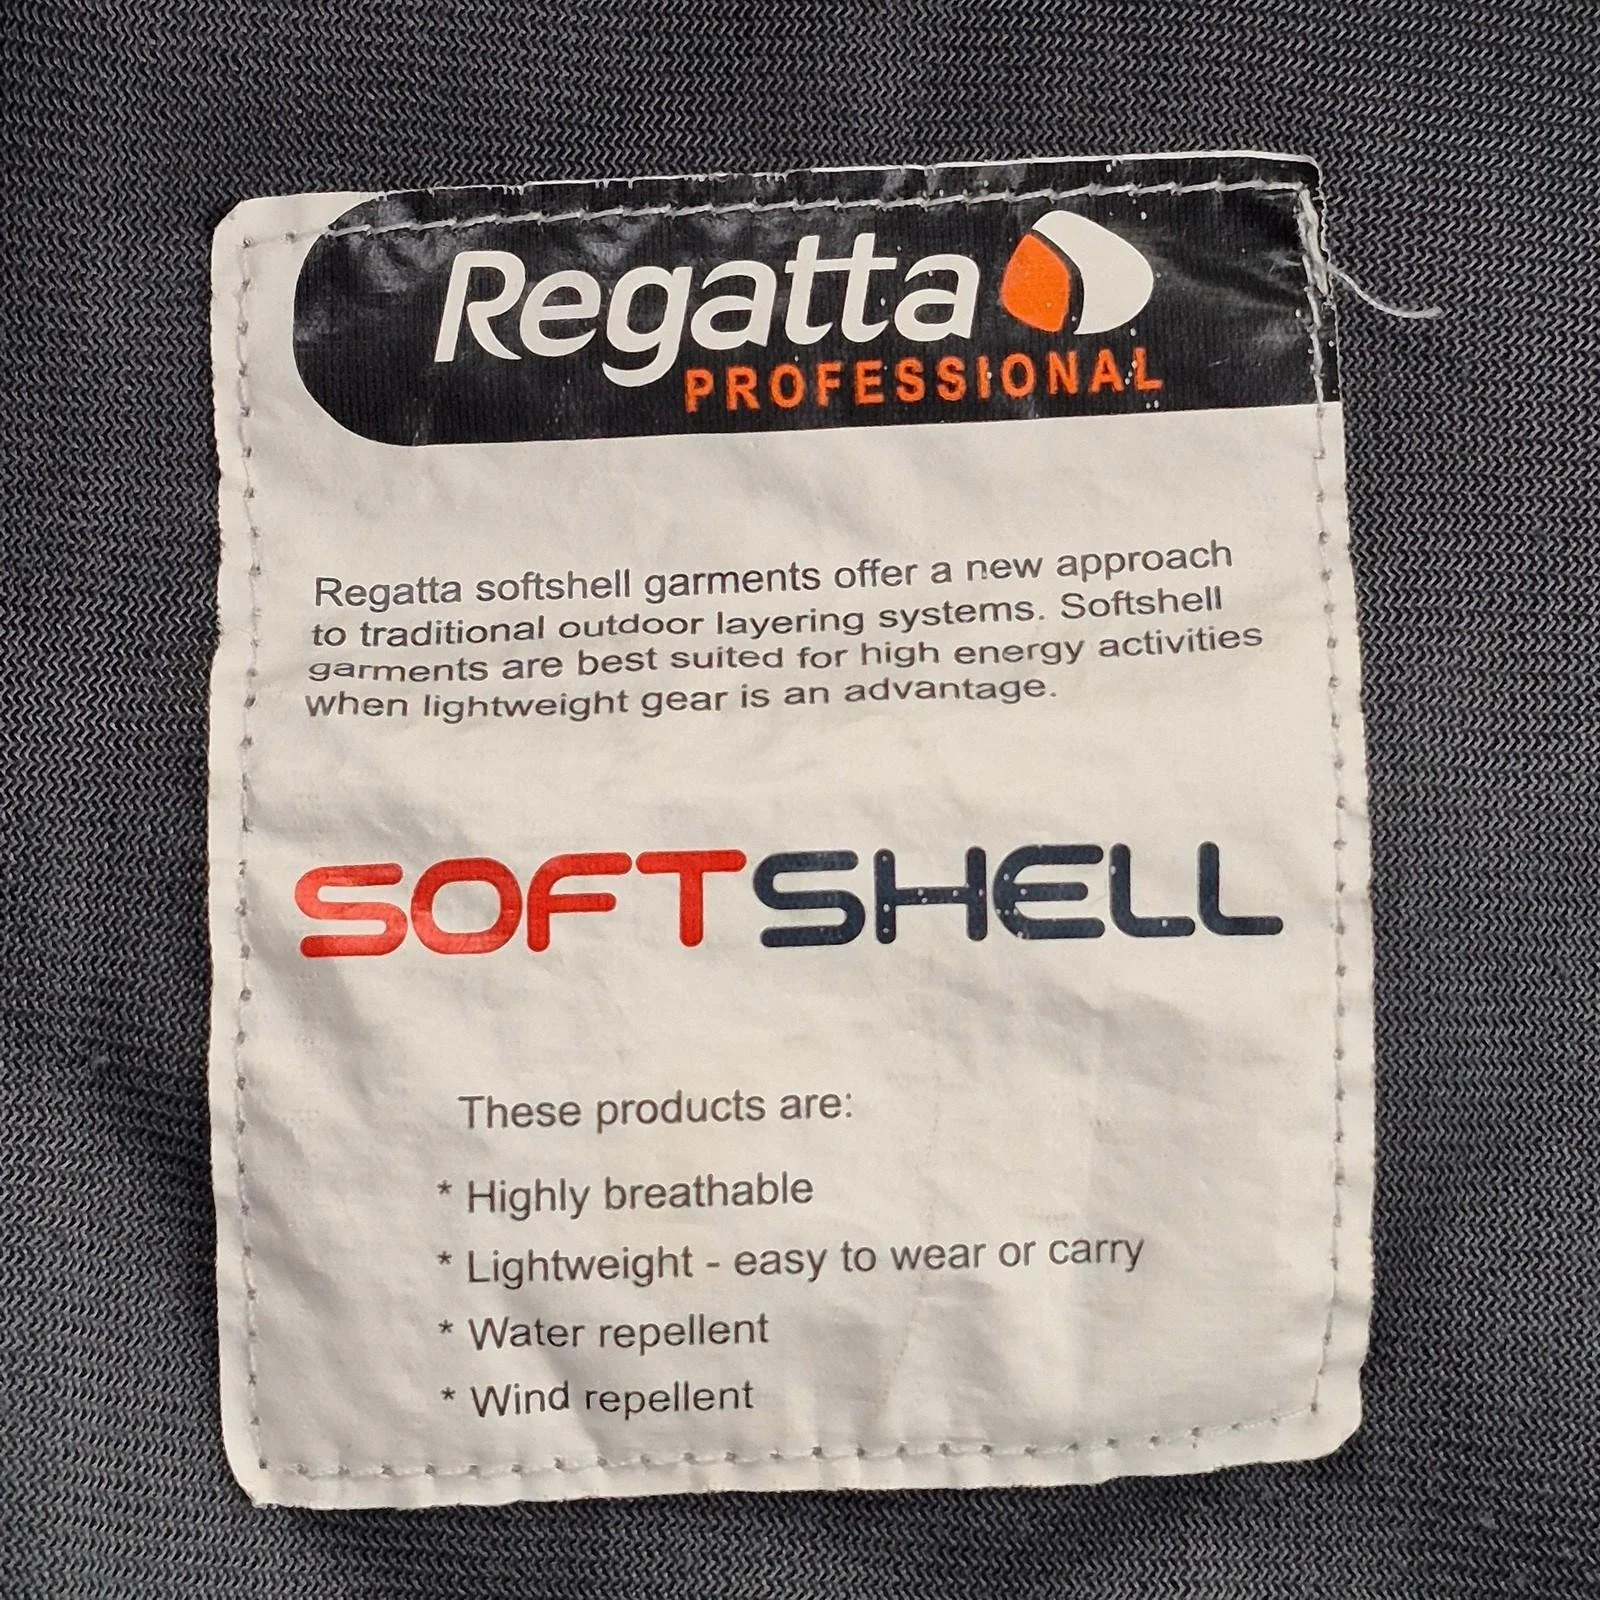 Regatta
PROFESSIONAL
Regatta softshell garments offer a new approach
to traditional outdoor layering systems. Softshell
garments are best suited for high energy activities
when lightweight gear is an advantage.
SOFTSHELL
These products are:
* Highly breathable
* Lightweight - easy to wear or carry
* Water repellent
* Wind repellent